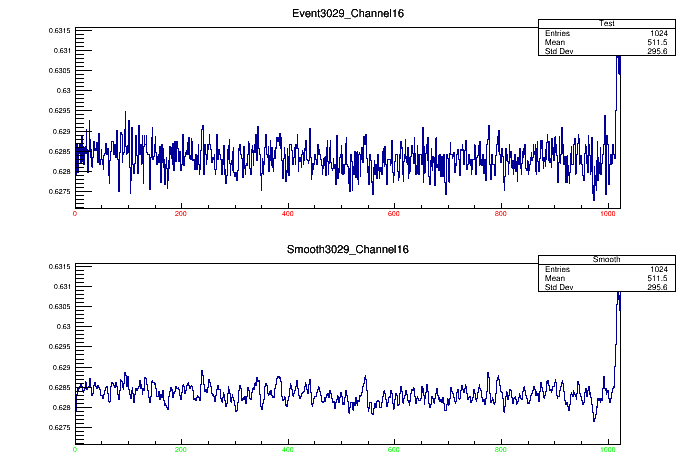 Event3029_Channel16
Test
Entries 1024
Mean 511.5
Std Dev 295.6
0.6315
0.631
0.6305
0.63
0.6295
0.629
0.6285
0.628
0.6275
0 200 400 600 800 1000
Smooth3029_Channel16
Smooth
Entries 1024
Mean 511.5
Std Dev 295.6
0.6315
0.631
0.6305
0.63
0.6295
0.629
0.6285
0.628
0.6275
0 200 400 600 800 1000